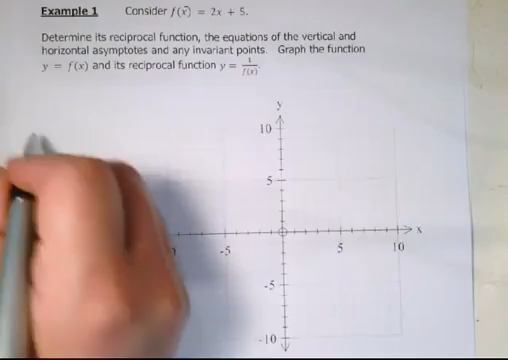 Example 1 Consider f(x) = 2x + 5.
Determine its reciprocal function, the equations of the vertical and
horizontal asymptotes and any invariant points. Graph the function
y = f(x) and its reciprocal function y = 1/f(x).
y
10
5
x
-5 5 10
-5
-10